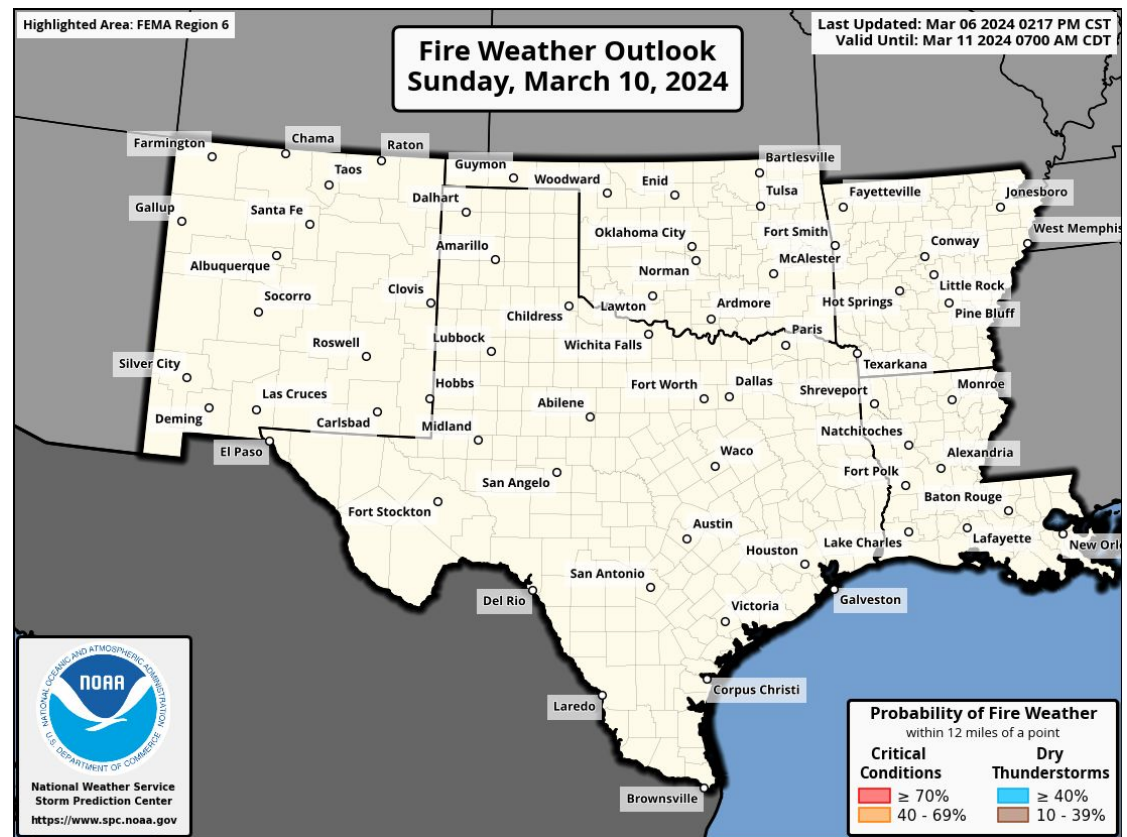 Highlighted Area: FEMA Region 6
Last Updated: Mar 06 2024 0217 PM CST
Valid Until: Mar 11 2024 0700 AM CDT
Fire Weather Outlook
Sunday, March 10, 2024
Farmington
Chama
Raton
Taos
Guymon
Woodward
Enid
Bartlesville
Tulsa
Fayetteville
Jonesboro
Gallup
Santa Fe
Dalhart
West Memphis
Albuquerque
Amarillo
Oklahoma City
Fort Smith
Conway
Norman
McAlester
Socorro
Clovis
Childress
Lawton
Ardmore
Hot Springs
Little Rock
Pine Bluff
Roswell
Lubbock
Wichita Falls
Paris
Texarkana
Silver City
Las Cruces
Hobbs
Fort Worth
Dallas
Shreveport
Monroe
Deming
Carlsbad
Midland
Abilene
Natchitoches
El Paso
San Angelo
Waco
Fort Polk
Alexandria
Fort Stockton
Austin
Baton Rouge
Houston
Lake Charles
Lafayette
New Orl
San Antonio
Del Rio
Victoria
Galveston
Laredo
Corpus Christi
Brownsville
NATIONAL OCEANIC AND ATMOSPHERIC ADMINISTRATION
NOAA
U.S. DEPARTMENT OF COMMERCE
National Weather Service
Storm Prediction Center
https://www.spc.noaa.gov
Probability of Fire Weather
within 12 miles of a point
Critical Conditions
≥ 70%
40 - 69%
Dry Thunderstorms
≥ 40%
10 - 39%